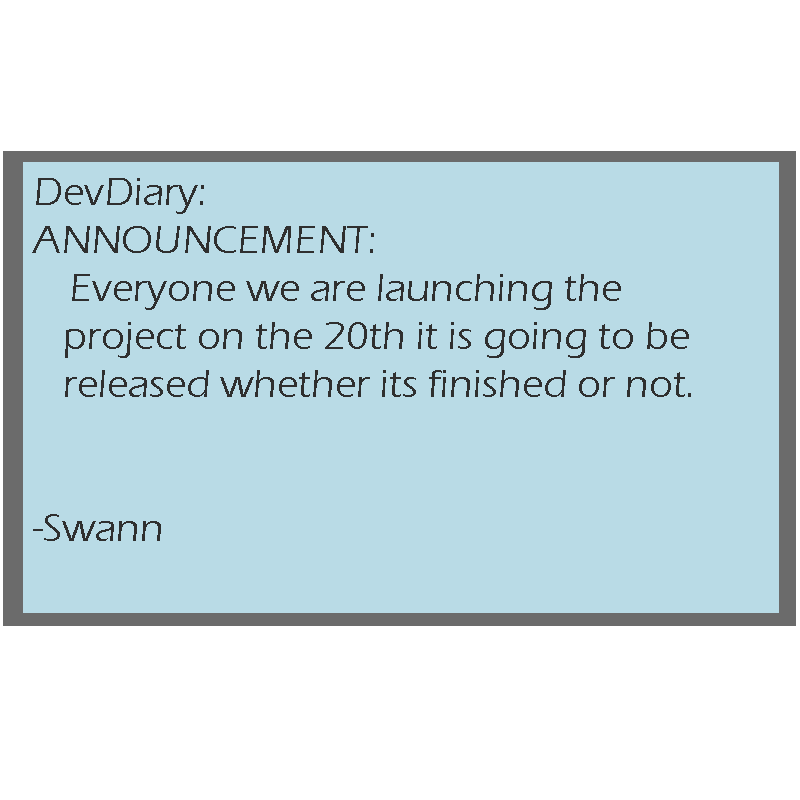 DevDiary:
ANNOUNCEMENT:
Everyone we are launching the
project on the 20th it is going to be
released whether its finished or not.
-Swann